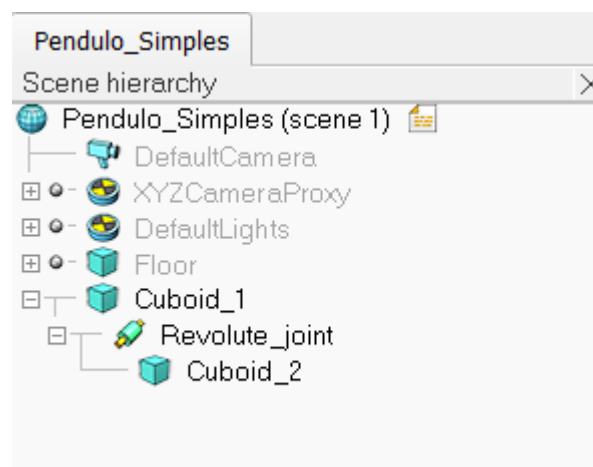 Pendulo_Simples
Scene hierarchy
Pendulo_Simples (scene 1)
DefaultCamera
XYZCameraProxy
DefaultLights
Floor
Cuboid_1
Revolute_joint
Cuboid_2